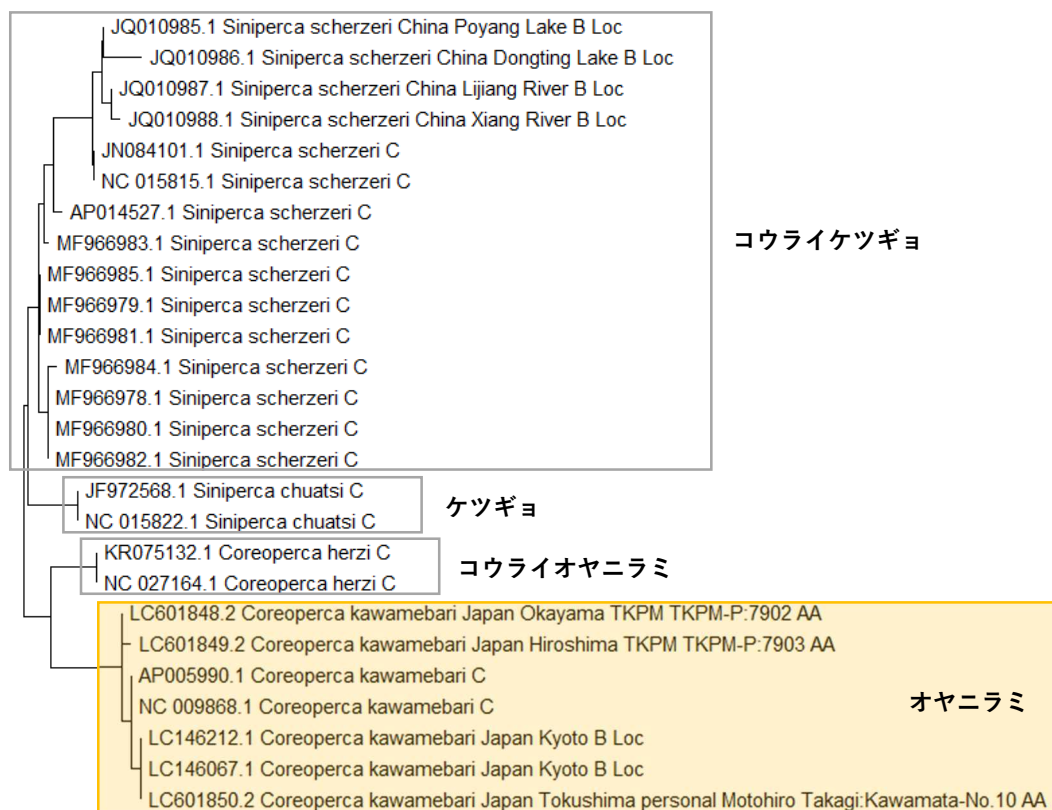 JQ010985.1 Siniperca scherzeri China Poyang Lake B Loc
JQ010986.1 Siniperca scherzeri China Dongting Lake B Loc
JQ010987.1 Siniperca scherzeri China Lijiang River B Loc
JQ010988.1 Siniperca scherzeri China Xiang River B Loc
JN084101.1 Siniperca scherzeri C
NC 015815.1 Siniperca scherzeri C
AP014527.1 Siniperca scherzeri C
MF966983.1 Siniperca scherzeri C
コウライケツギョ
MF966985.1 Siniperca scherzeri C
MF966979.1 Siniperca scherzeri C
MF966981.1 Siniperca scherzeri C
MF966984.1 Siniperca scherzeri C
MF966978.1 Siniperca scherzeri C
MF966980.1 Siniperca scherzeri C
MF966982.1 Siniperca scherzeri C
JF972568.1 Siniperca chuatsi C
NC 015822.1 Siniperca chuatsi C
ケツギョ
KR075132.1 Coreoperca herzi C
NC 027164.1 Coreoperca herzi C
コウライオヤニラミ
LC601848.2 Coreoperca kawamebari Japan Okayama TKPM TKPM-P:7902 AA
LC601849.2 Coreoperca kawamebari Japan Hiroshima TKPM TKPM-P:7903 AA
AP005990.1 Coreoperca kawamebari C
NC 009868.1 Coreoperca kawamebari C
オヤニラミ
LC146212.1 Coreoperca kawamebari Japan Kyoto B Loc
LC146067.1 Coreoperca kawamebari Japan Kyoto B Loc
LC601850.2 Coreoperca kawamebari Japan Tokushima personal Motohiro Takagi:Kawamata-No.10 AA